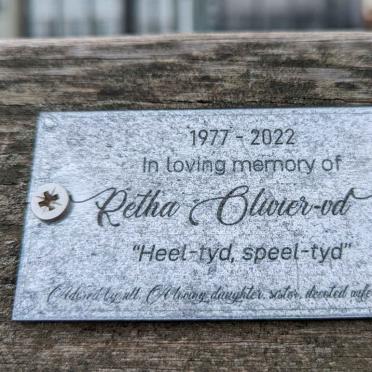 1977 - 2022
In loving memory of
Retha Olivier-vd
"Heel-tyd, speel-tyd"
Adored by all. A loving daughter, sister, devoted wife